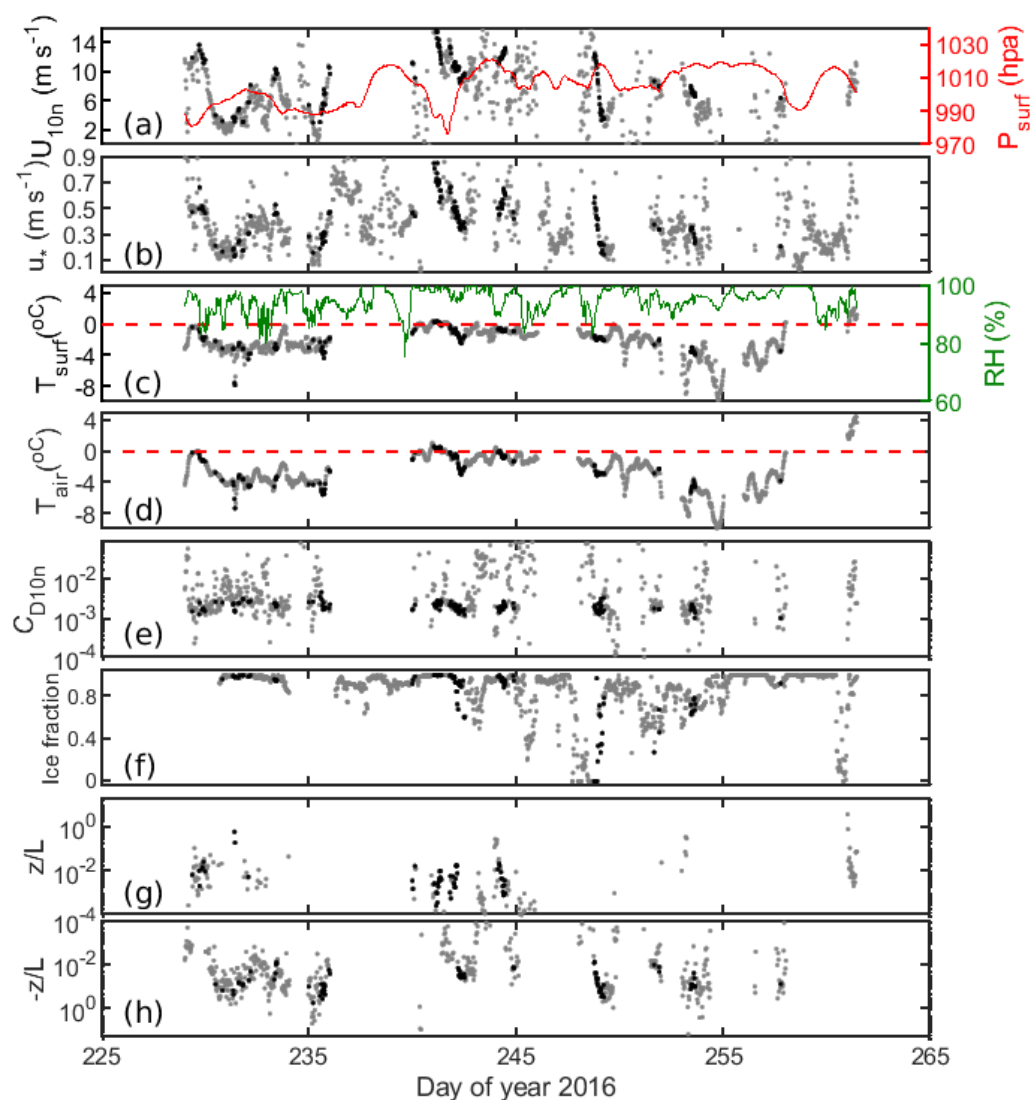 14
10
6
2
U10n (m s-1)
(a)
1030
1010
990
970
Psurf (hpa)
0.9
0.7
0.5
0.3
0.1
u* (m s-1)
(b)
4
0
-4
-8
Tsurf(oC)
(c)
100
80
60
RH (%)
4
0
-4
-8
Tair(oC)
(d)
10-2
10-3
10-4
CD10n
(e)
0.8
0.4
0
Ice fraction
(f)
100
10-2
10-4
z/L
(g)
10-4
10-2
100
-z/L
(h)
225
235
245
255
265
Day of year 2016